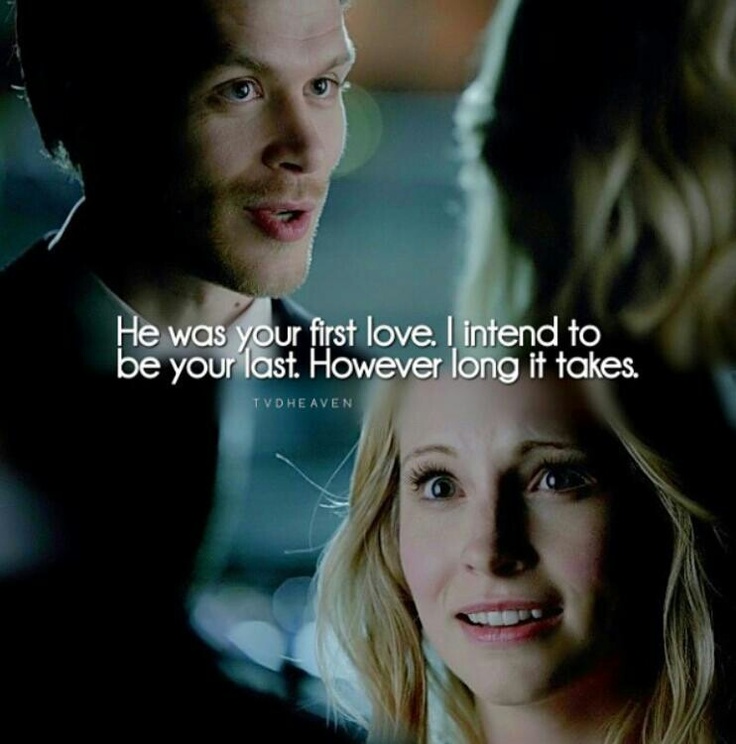 He was your first love. I intend to
be your last. However long it takes.
TVDHEAVEN